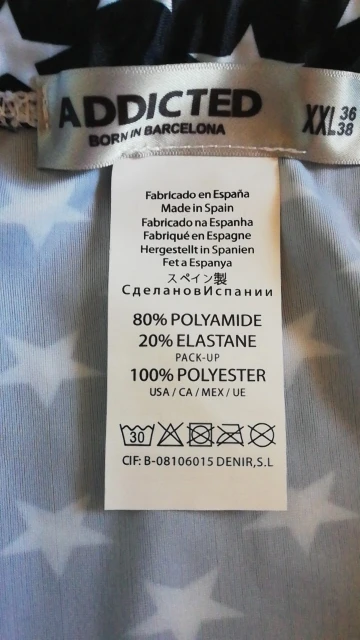 ADDICTED
BORN IN BARCELONA
XXL 36
38
Fabricado en España
Made in Spain
Fabricado na Espanha
Fabriqué en Espagne
Hergestellt in Spanien
Fet a Espanya
スペイン製
СделановИспании
80% POLYAMIDE
20% ELASTANE
PACK-UP
100% POLYESTER
USA / CA / MEX / UE
30
CIF: B-08106015 DENIR,S.L